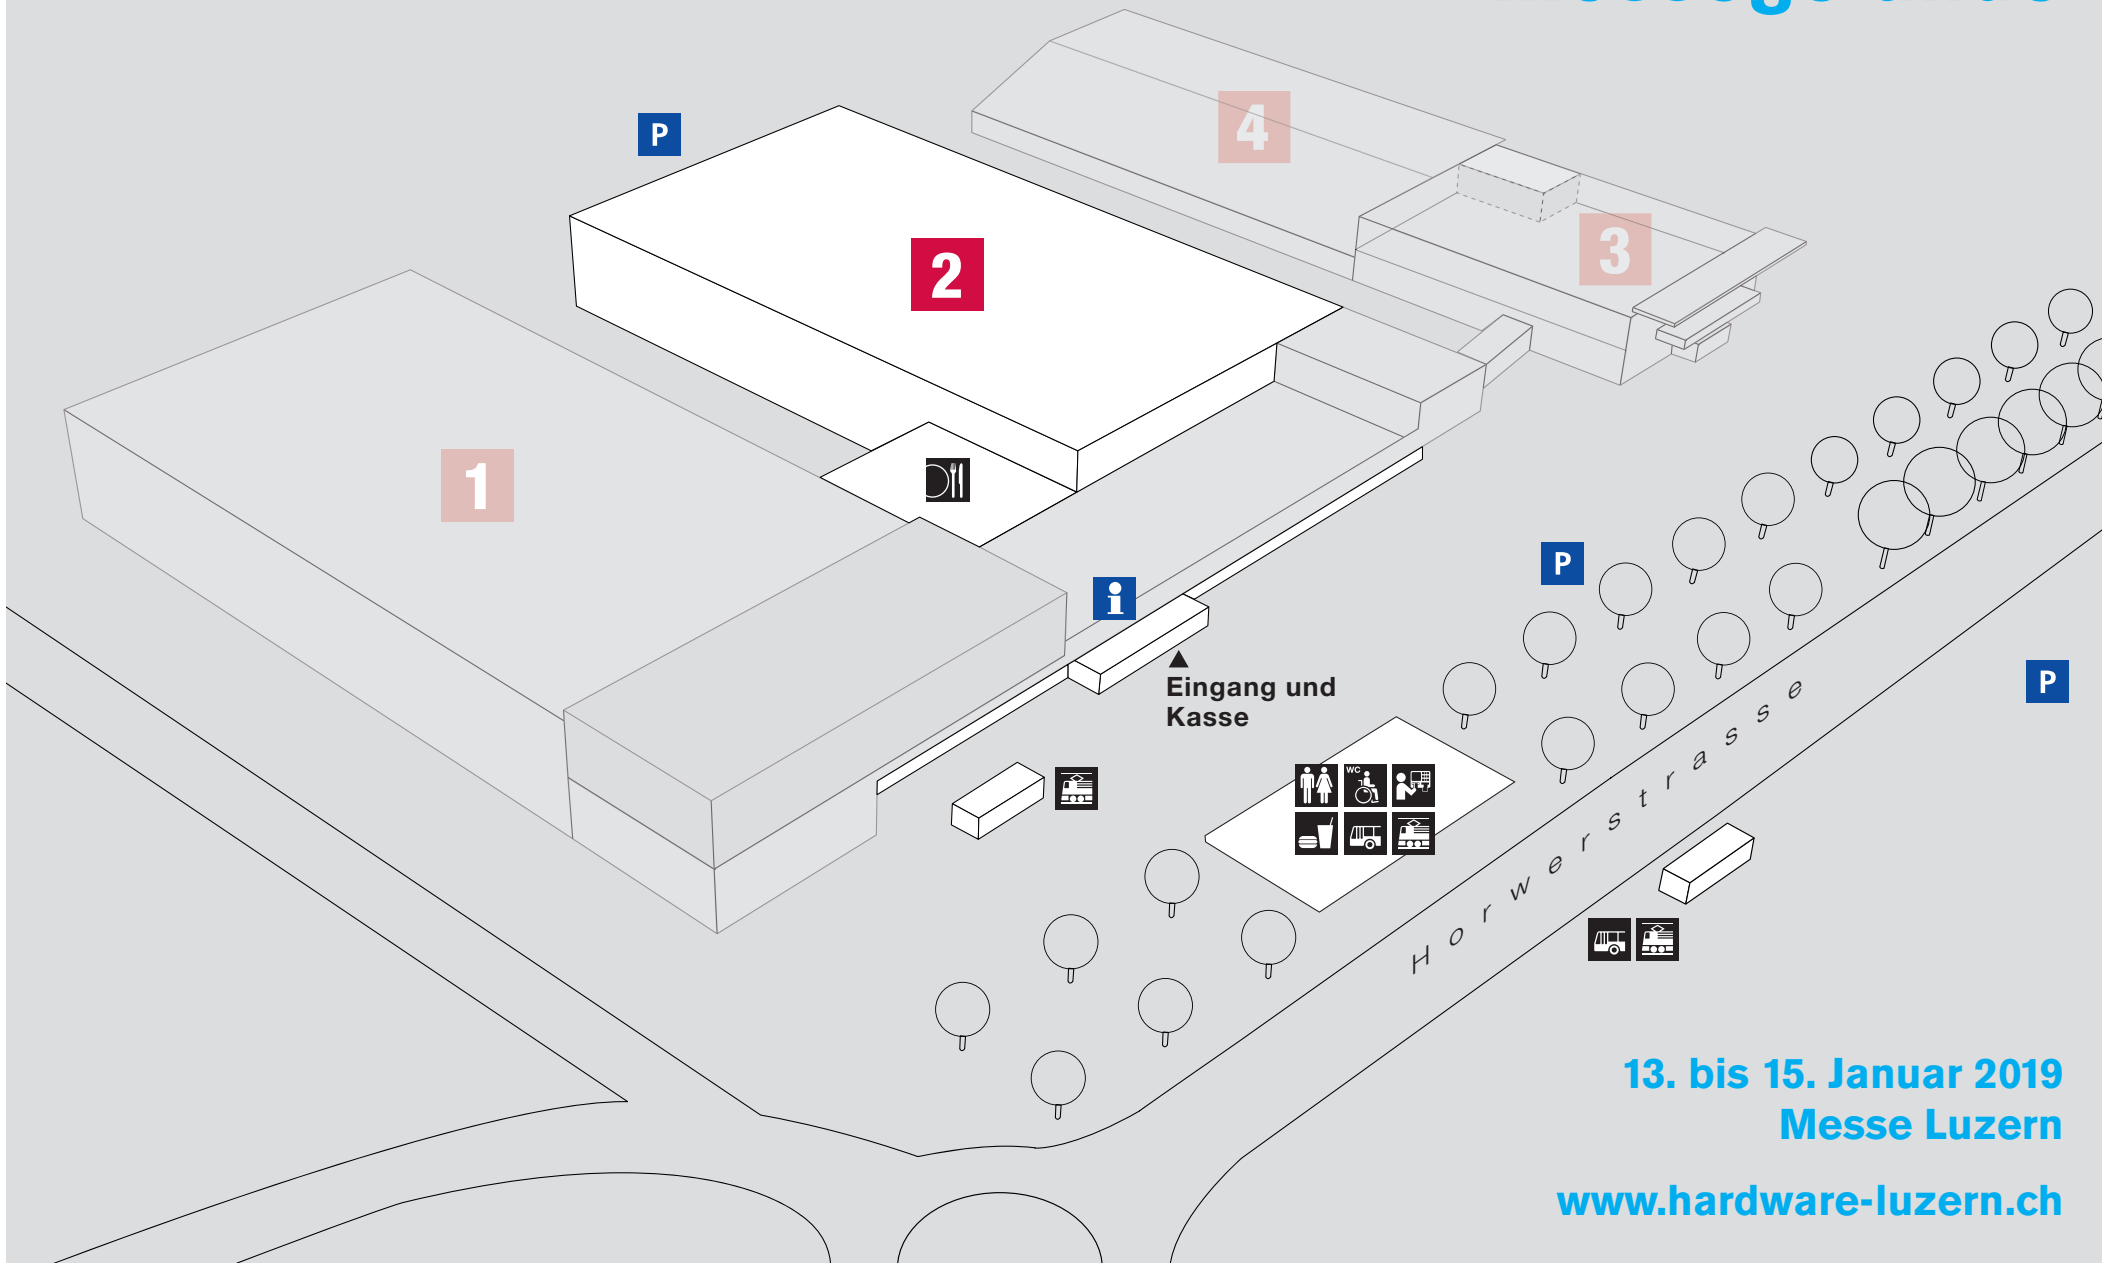 P
4
2
3
1
i
P
Eingang und
Kasse
P
WC
Horwerstrasse
13. bis 15. Januar 2019
Messe Luzern
www.hardware-luzern.ch